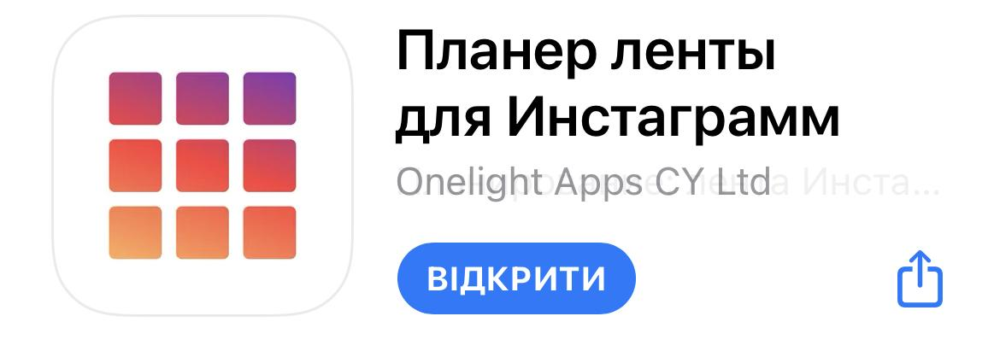 Планер ленты
для Инстаграмм
Onelight Apps CY Ltd
ВІДКРИТИ